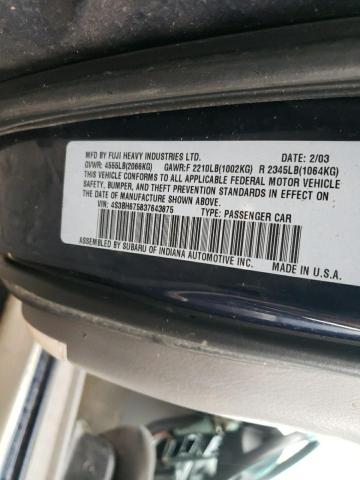 MFD BY FUJI HEAVY INDUSTRIES LTD. DATE: 2/03
GVWR: 4555LB(2066KG) GAWR:F 2210LB(1002KG) R 2345LB(1064KG)
THIS VEHICLE CONFORMS TO ALL APPLICABLE FEDERAL MOTOR VEHICLE
SAFETY, BUMPER, AND THEFT PREVENTION STANDARDS IN EFFECT ON
THE DATE OF MANUFACTURE SHOWN ABOVE.
VIN: 4S3BH675837643075 TYPE: PASSENGER CAR
ASSEMBLED BY SUBARU OF INDIANA AUTOMOTIVE INC. MADE IN U.S.A.